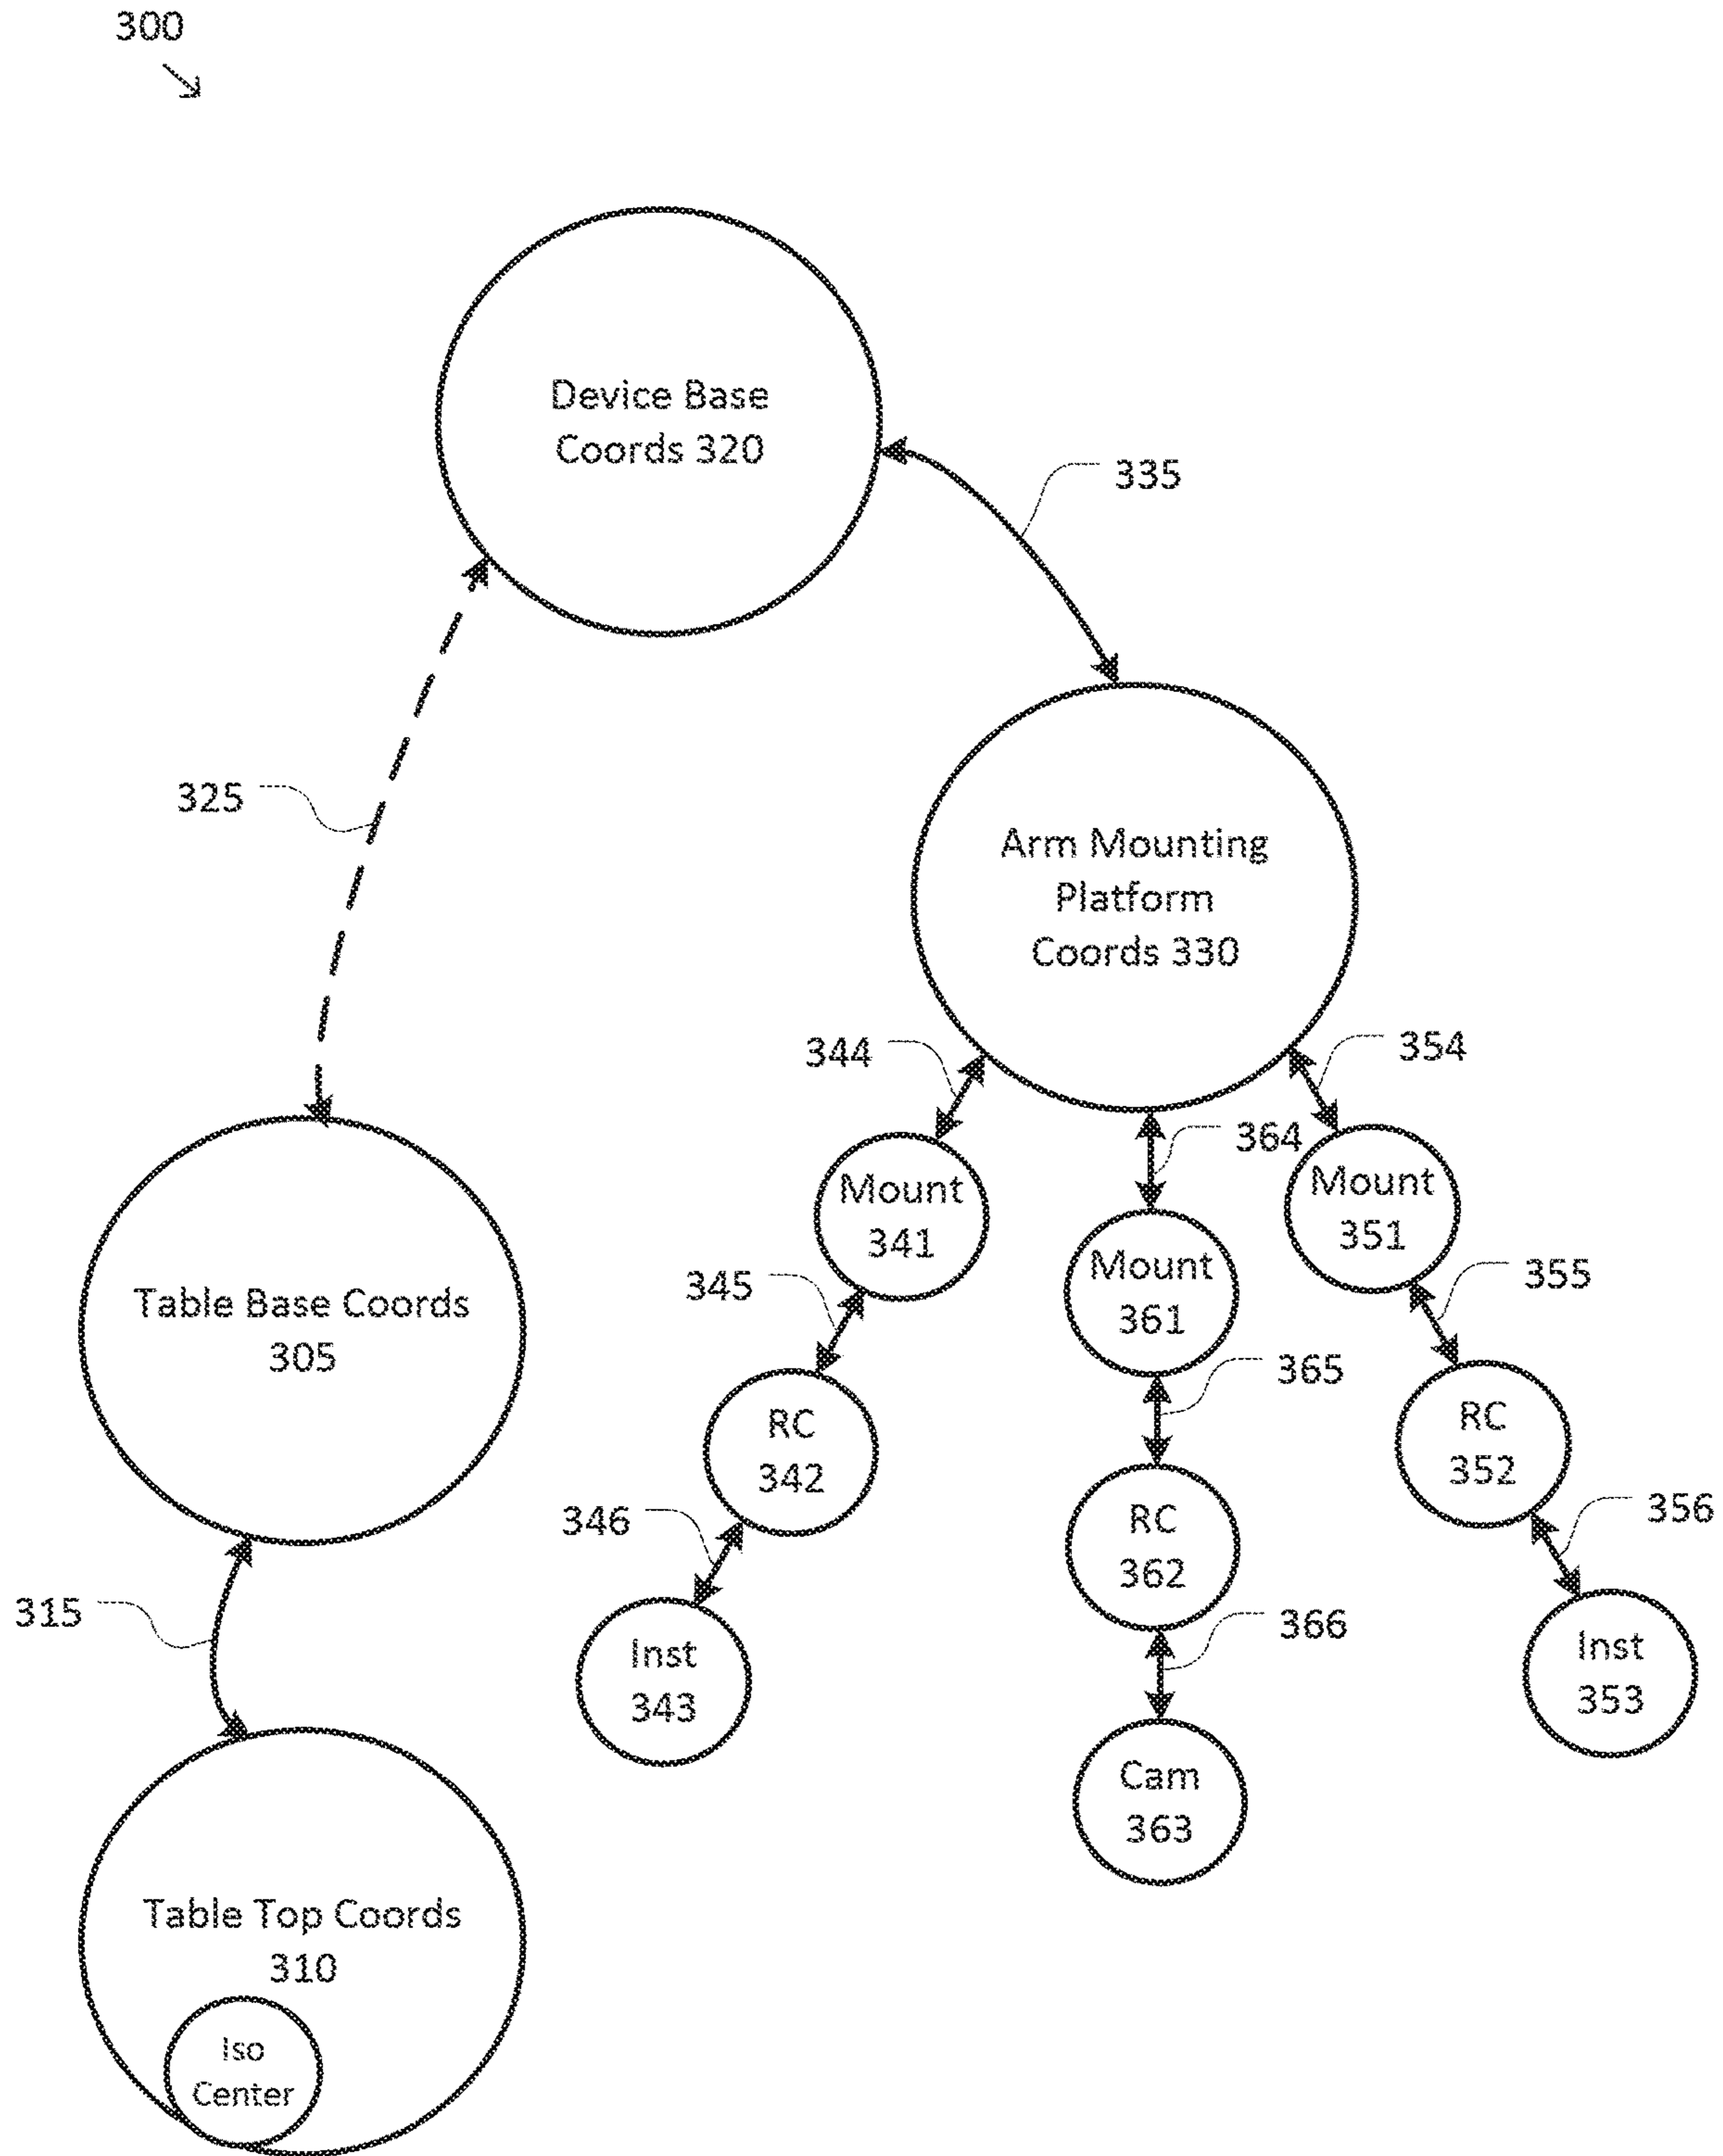 300
Device Base
Coords 320
335
325
Arm Mounting
Platform
Coords 330
344
354
364
Mount
341
Mount
351
Mount
361
345
355
Table Base Coords
305
365
RC
342
RC
352
RC
362
346
356
315
366
Inst
343
Inst
353
Cam
363
Table Top Coords
310
Iso
Center